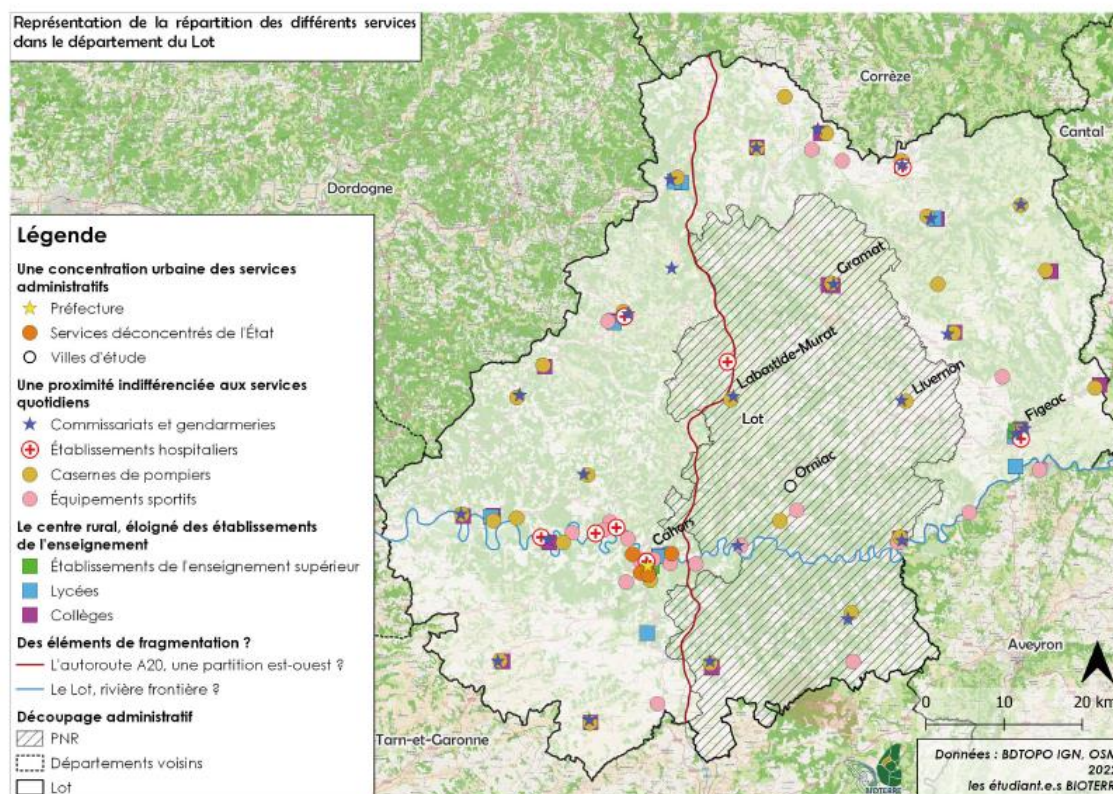 Représentation de la répartition des différents services
dans le département du Lot
Corrèze
Cantal
Dordogne
Légende
Une concentration urbaine des services
administratifs
Préfecture
Services déconcentrés de l'État
Villes d'étude
Une proximité indifférenciée aux services
quotidiens
Commissariats et gendarmeries
Établissements hospitaliers
Casernes de pompiers
Équipements sportifs
Le centre rural, éloigné des établissements
de l'enseignement
Établissements de l'enseignement supérieur
Lycées
Collèges
Des éléments de fragmentation ?
L'autoroute A20, une partition est-ouest ?
Le Lot, rivière frontière ?
Découpage administratif
PNR
Départements voisins
Lot
Gramat
Labastide-Murat
Lot
Livernon
Figeac
Orniac
Cahors
Aveyron
Tarn-et-Garonne
0 10 20 km
BIOTERRE
Données : BDTOPO IGN, OSM
2022
les étudiant.e.s BIOTERRE